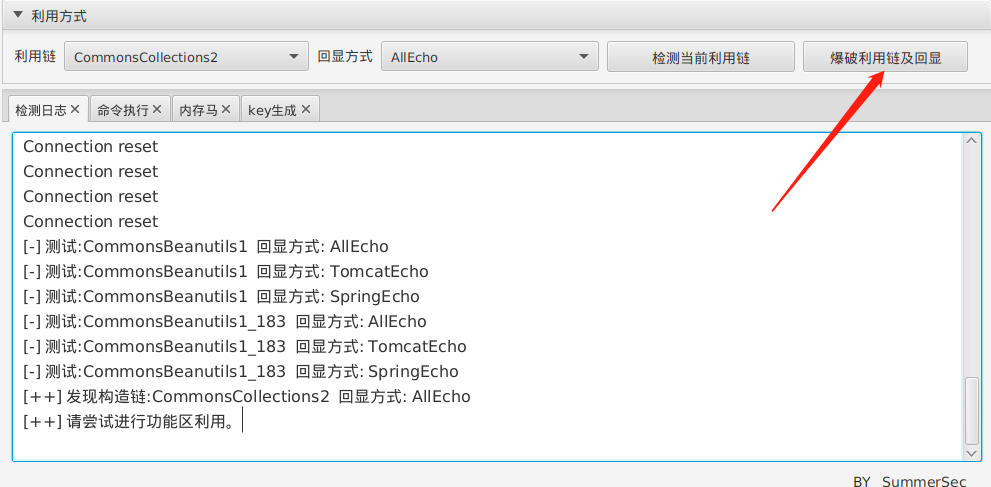 利用方式
利用链 CommonsCollections2 回显方式 AllEcho 检测当前利用链 爆破利用链及回显
检测日志 命令执行 内存马 key生成
Connection reset
Connection reset
Connection reset
Connection reset
[-] 测试:CommonsBeanutils1 回显方式: AllEcho
[-] 测试:CommonsBeanutils1 回显方式: TomcatEcho
[-] 测试:CommonsBeanutils1 回显方式: SpringEcho
[-] 测试:CommonsBeanutils1_183 回显方式: AllEcho
[-] 测试:CommonsBeanutils1_183 回显方式: TomcatEcho
[-] 测试:CommonsBeanutils1_183 回显方式: SpringEcho
[++] 发现构造链:CommonsCollections2 回显方式: AllEcho
[++] 请尝试进行功能区利用。
BY SummerSec